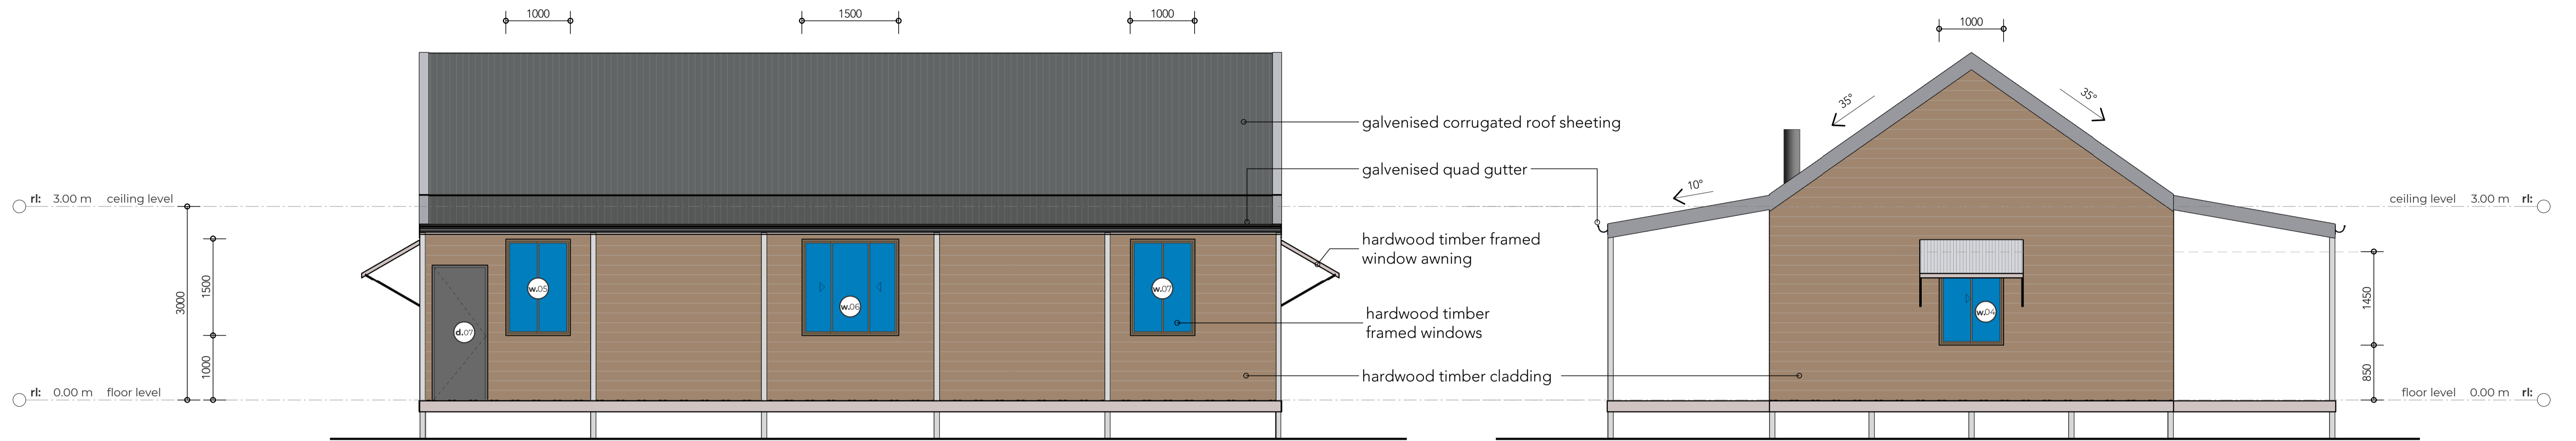 1000
1500
1000
1000
35°
35°
galvenised corrugated roof sheeting
galvenised quad gutter
10°
rl: 3.00 m ceiling level
ceiling level 3.00 m rl:
hardwood timber framed
window awning
w.05
w.06
w.07
w.04
3000
1500
1450
hardwood timber
framed windows
d.07
1000
850
hardwood timber cladding
rl: 0.00 m floor level
floor level 0.00 m rl: